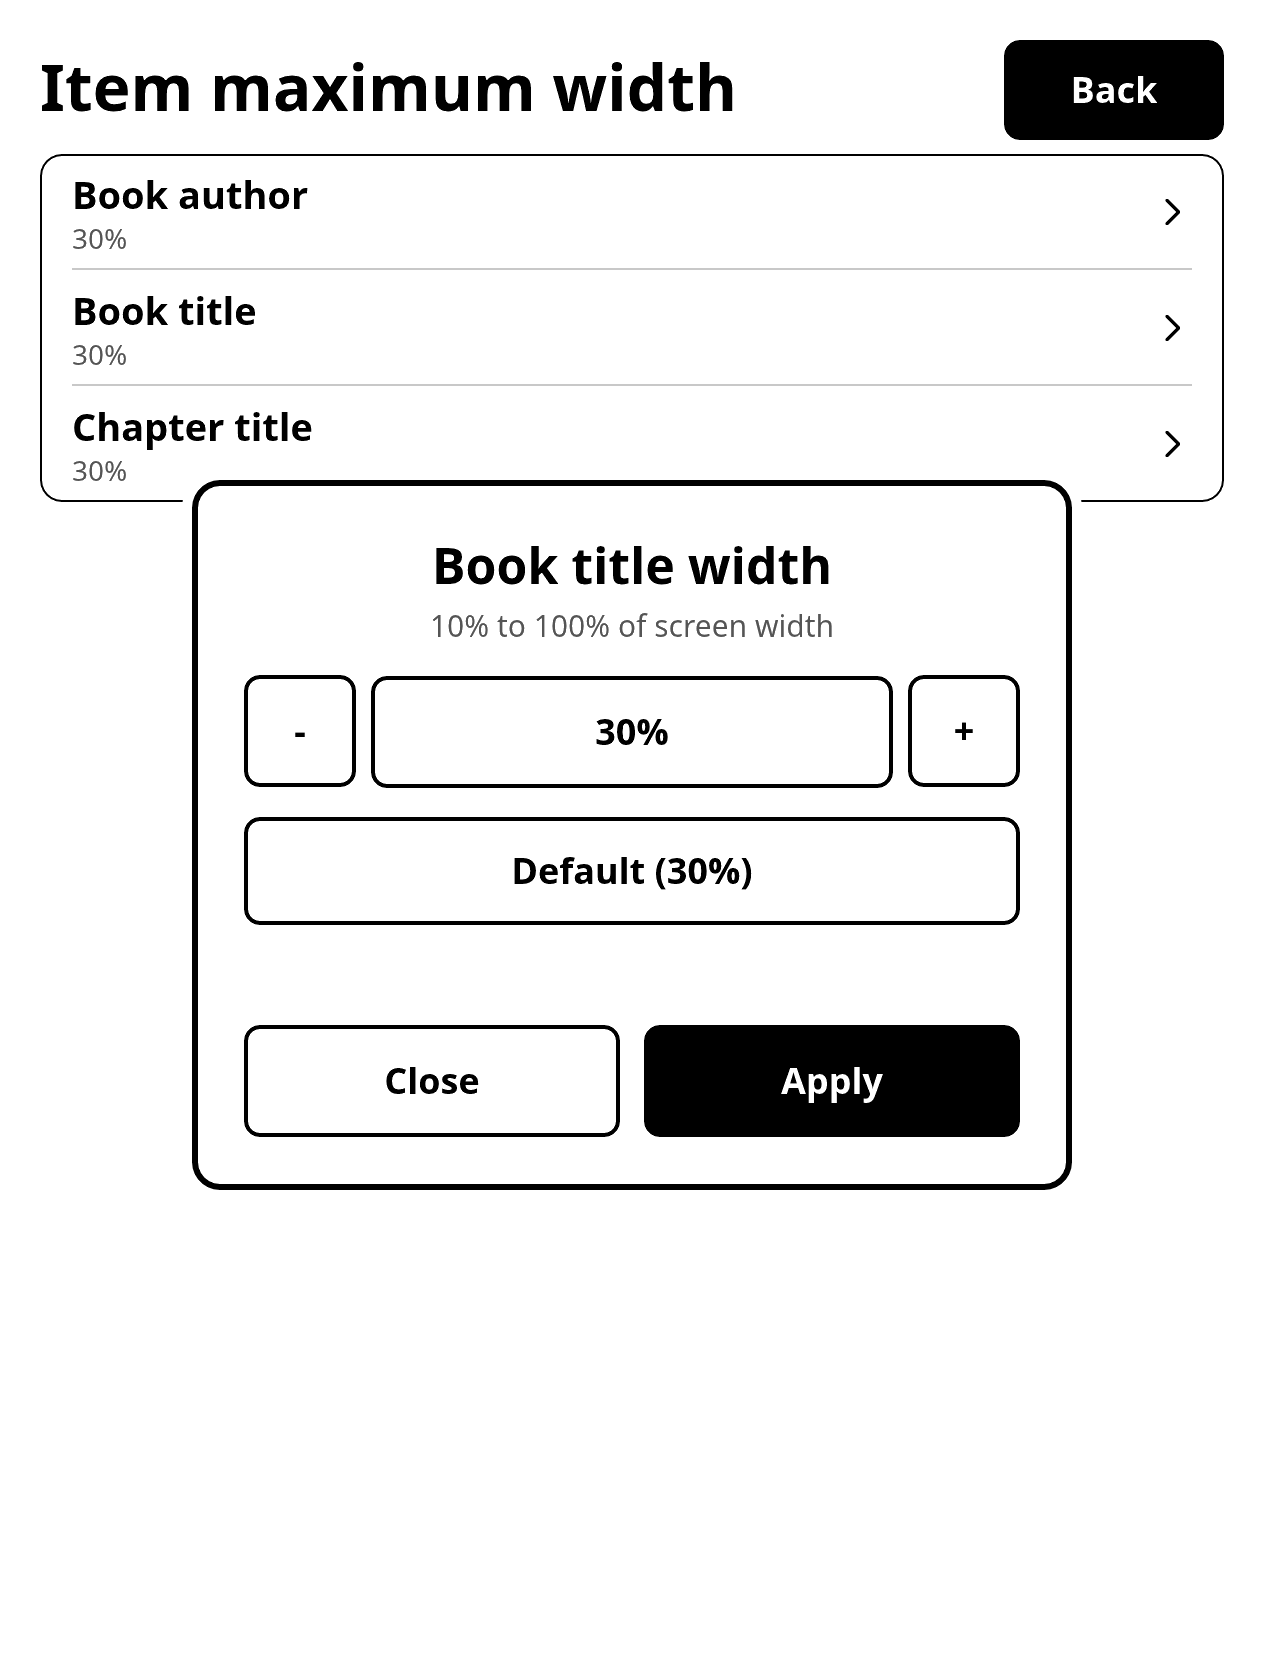 Item maximum width
Back
Book author
30%
Book title
30%
Chapter title
30%
Book title width
10% to 100% of screen width
-
30%
+
Default (30%)
Close
Apply